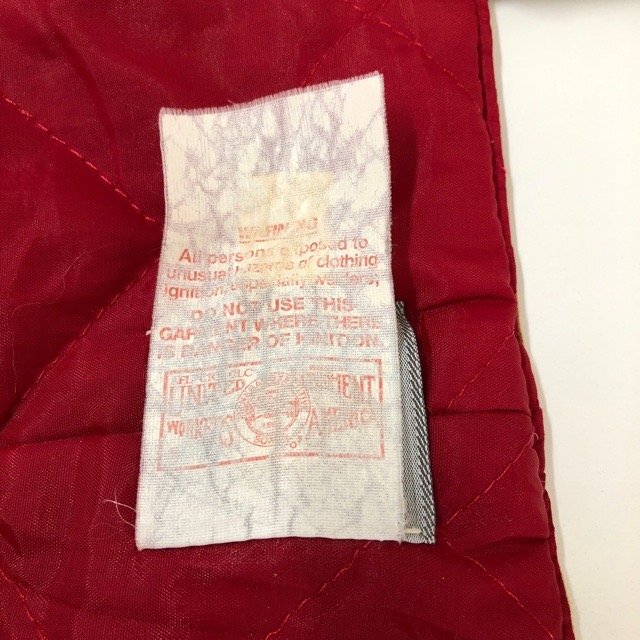 WARNING
All persons exposed to
unusual hazards of clothing
ignition, especially welders,
DO NOT USE THIS
GARMENT WHERE THERE
IS DANGER OF IGNITION.
UNITED GARMENT
WORKERS AMERICA